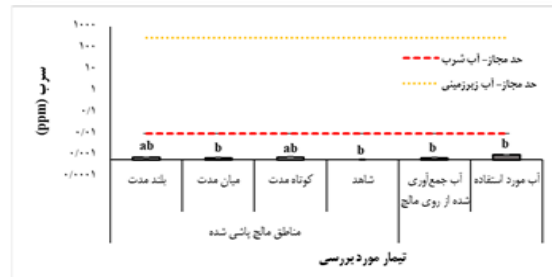 ۱۰۰۰
۱۰۰
۱۰
۱
۰/۱
۰/۰۱
۰/۰۰۱
۰/۰۰۰۱
سرب (ppm)
حد مجاز- آب شرب
حد مجاز- آب زیرزمینی
ab b ab b b b
بلند مدت
میان مدت
کوتاه مدت
شاهد
آب جمع‌آوری
شده از روی مالچ
آب مورد استفاده
مناطق مالچ پاشی شده
تیمار مورد بررسی